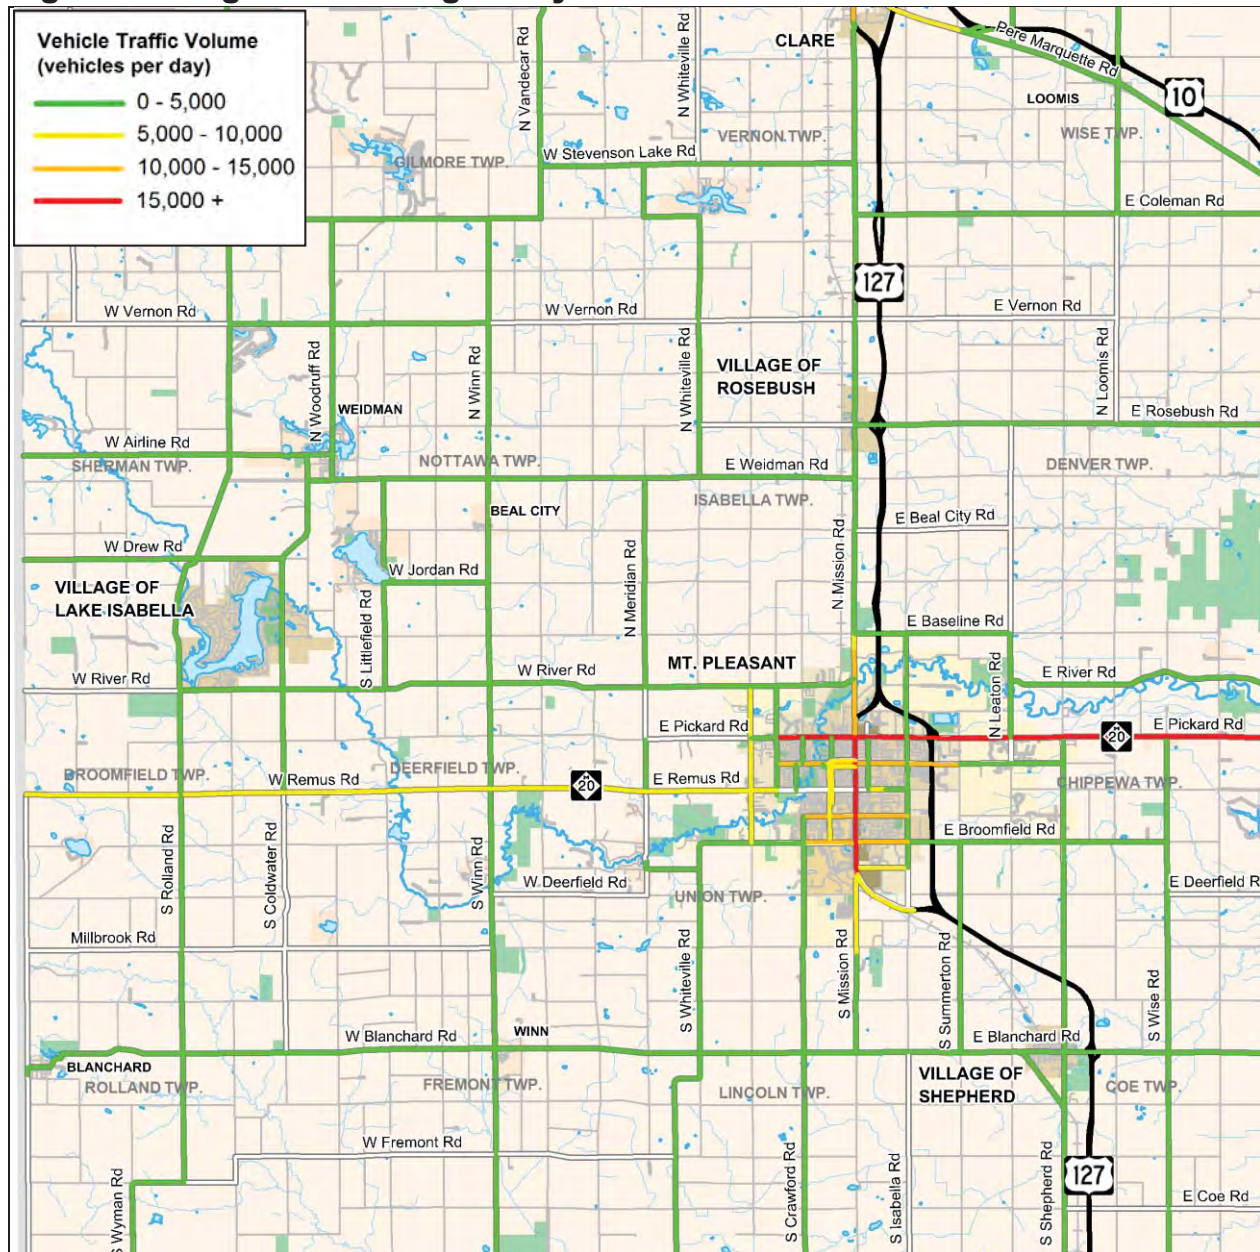 Vehicle Traffic Volume
(vehicles per day)
0 - 5,000
5,000 - 10,000
10,000 - 15,000
15,000 +
N Vandecar Rd
N Whiteville Rd
CLARE
Pere Marquette Rd
LOOMIS
10
VERNON TWP.
WISE TWP.
W Stevenson Lake Rd
GILMORE TWP.
E Coleman Rd
127
W Vernon Rd
W Vernon Rd
E Vernon Rd
N Woodruff Rd
N Winn Rd
N Whiteville Rd
VILLAGE OF
ROSEBUSH
N Loomis Rd
WEIDMAN
E Rosebush Rd
W Airline Rd
SHERMAN TWP.
NOTTAWA TWP.
E Weidman Rd
DENVER TWP.
ISABELLA TWP.
BEAL CITY
E Beal City Rd
W Drew Rd
N Meridian Rd
N Mission Rd
W Jordan Rd
VILLAGE OF
LAKE ISABELLA
S Littlefield Rd
E Baseline Rd
W River Rd
W River Rd
MT. PLEASANT
N Leaton Rd
E River Rd
E Pickard Rd
E Pickard Rd
20
BROOMFIELD TWP.
W Remus Rd
DEERFIELD TWP.
20
E Remus Rd
CHIPPEWA TWP.
S Rolland Rd
S Coldwater Rd
S Winn Rd
E Broomfield Rd
W Deerfield Rd
UNION TWP.
E Deerfield R
Millbrook Rd
S Whiteville Rd
S Mission Rd
S Summerton Rd
S Wise Rd
W Blanchard Rd
WINN
E Blanchard Rd
BLANCHARD
ROLLAND TWP.
FREMONT TWP.
LINCOLN TWP.
VILLAGE OF
SHEPHERD
COE TWP.
W Fremont Rd
S Wyman Rd
S Crawford Rd
S Isabella Rd
S Shepherd Rd
127
E Coe Rd